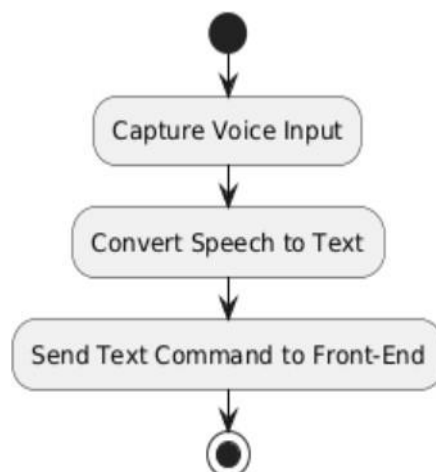 Capture Voice Input
Convert Speech to Text
Send Text Command to Front-End